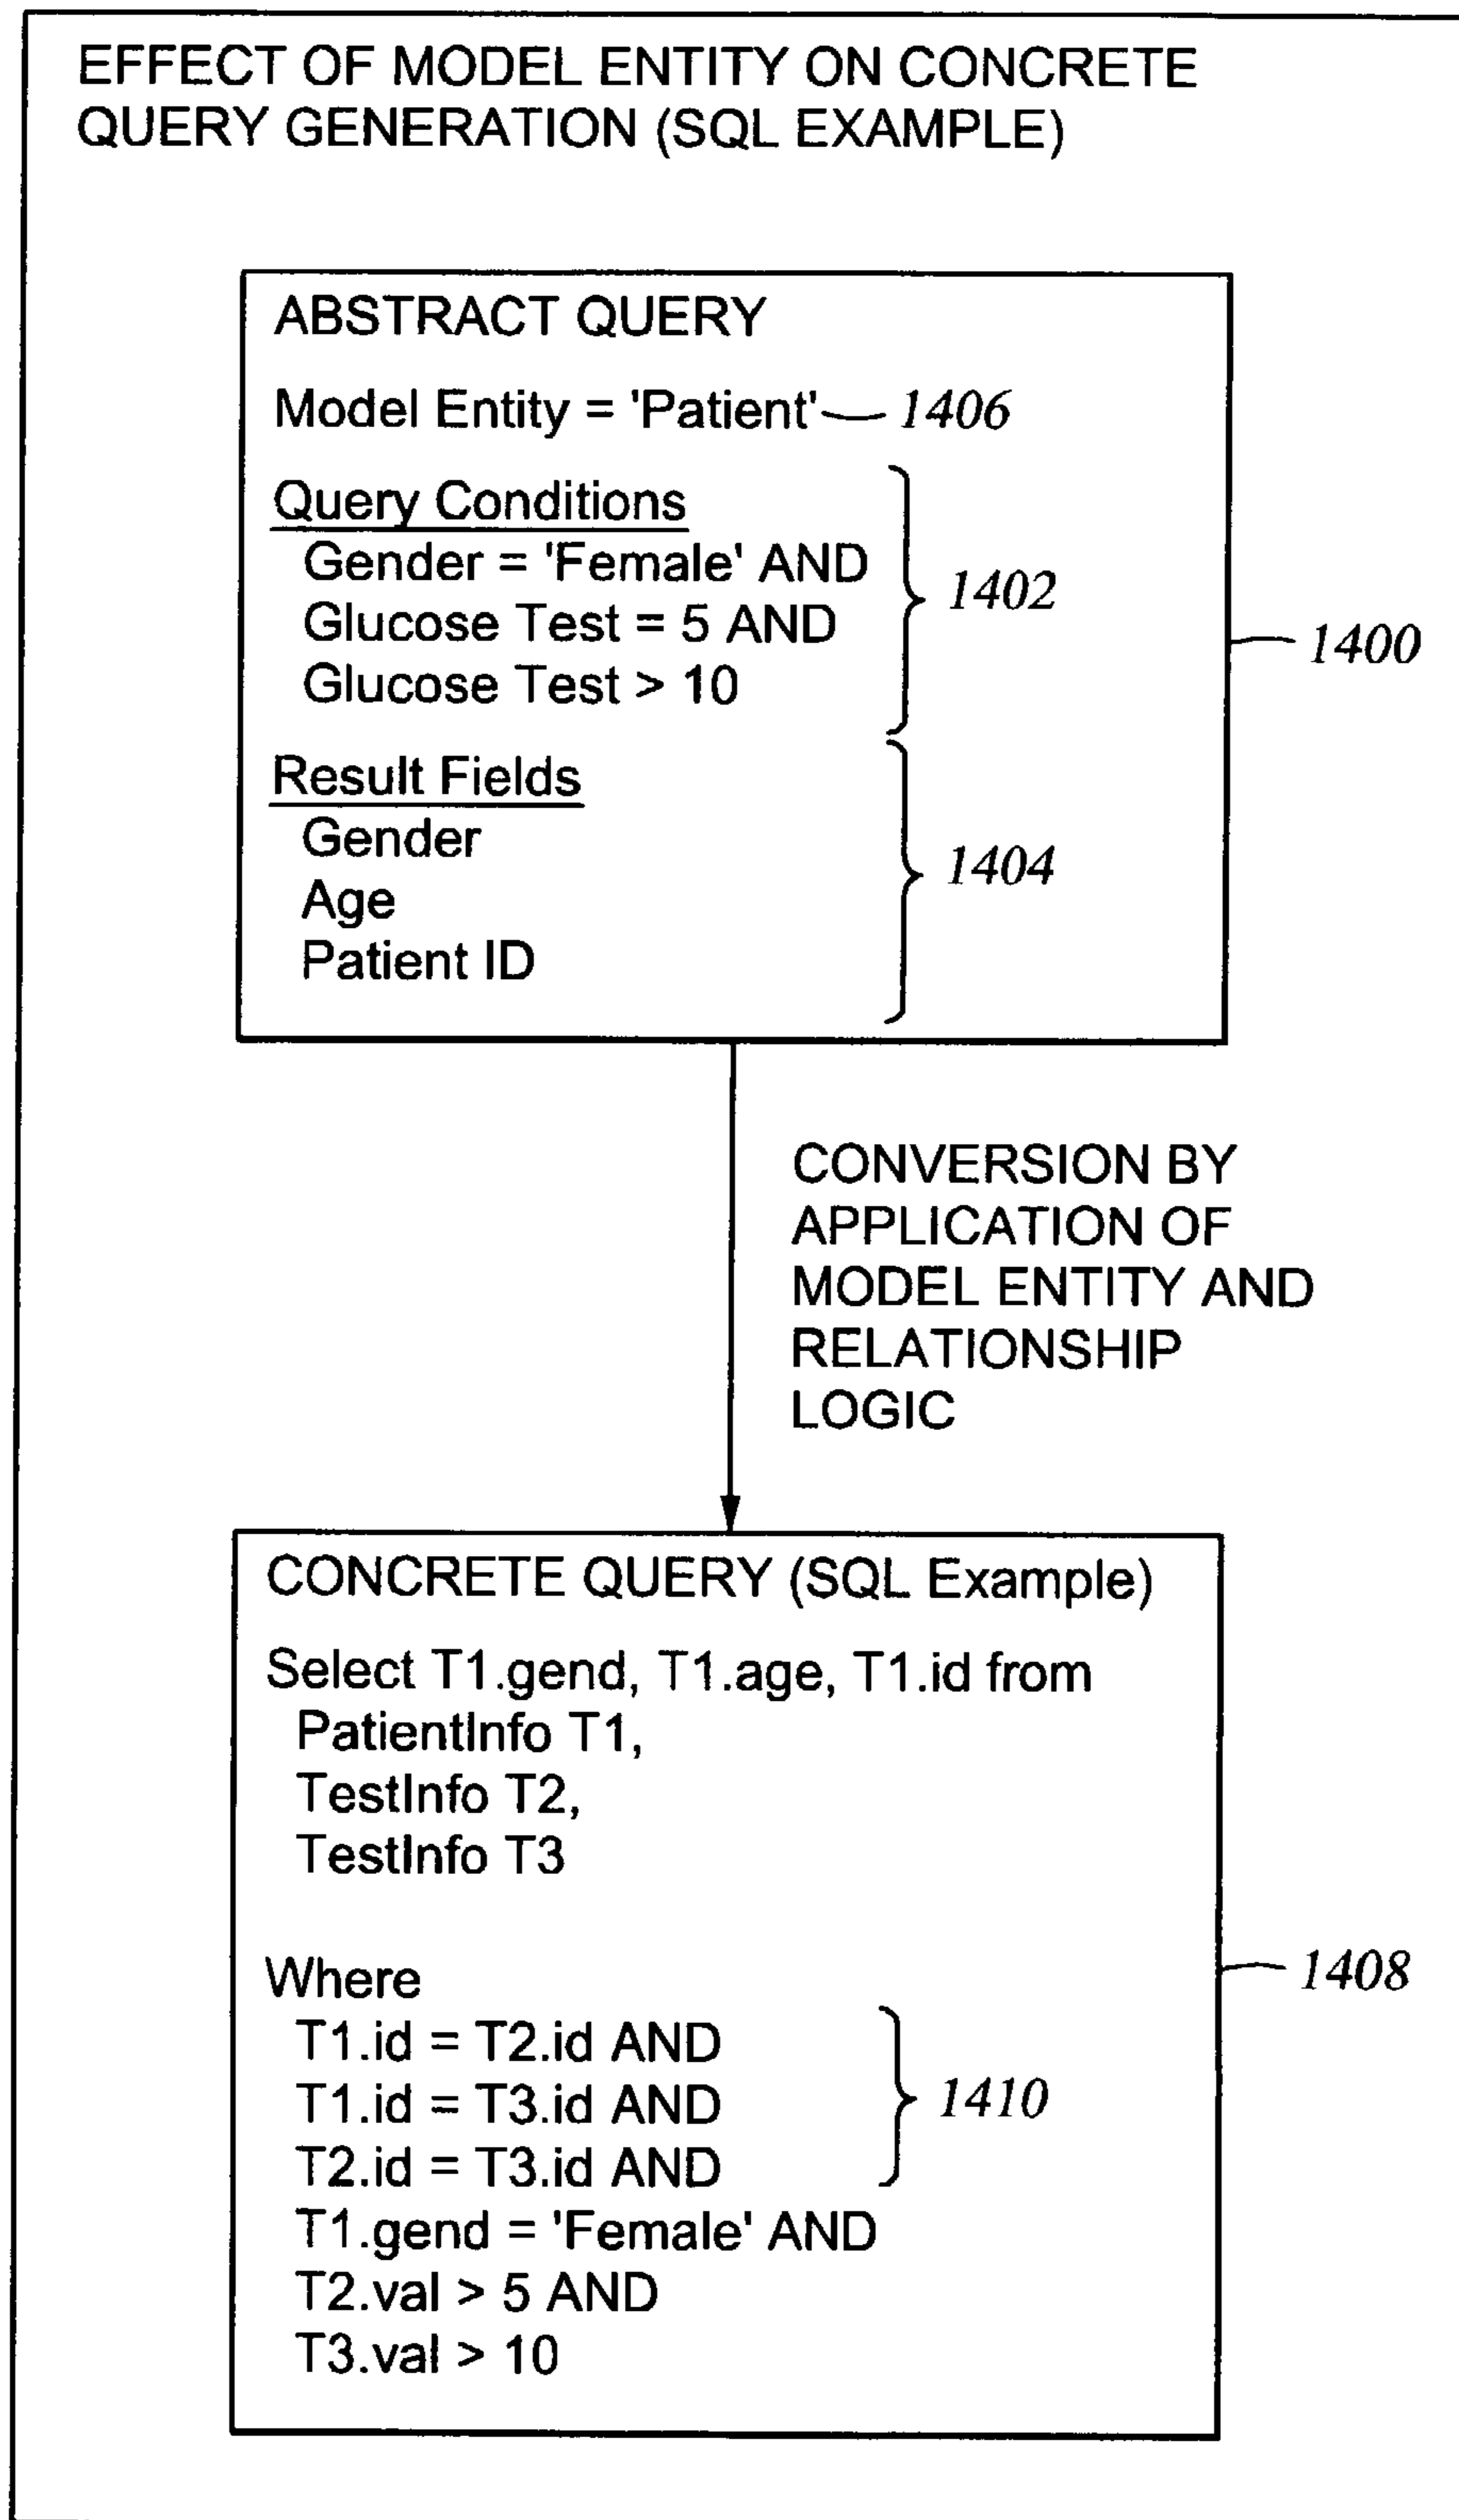 EFFECT OF MODEL ENTITY ON CONCRETE
QUERY GENERATION (SQL EXAMPLE)
ABSTRACT QUERY
Model Entity = 'Patient' 1406
Query Conditions
Gender = 'Female' AND
Glucose Test = 5 AND
Glucose Test > 10
1402
1400
Result Fields
Gender
Age
Patient ID
1404
CONVERSION BY
APPLICATION OF
MODEL ENTITY AND
RELATIONSHIP
LOGIC
CONCRETE QUERY (SQL Example)
Select T1.gend, T1.age, T1.id from
PatientInfo T1,
TestInfo T2,
TestInfo T3
1408
Where
T1.id = T2.id AND
T1.id = T3.id AND
T2.id = T3.id AND
1410
T1.gend = 'Female' AND
T2.val > 5 AND
T3.val > 10